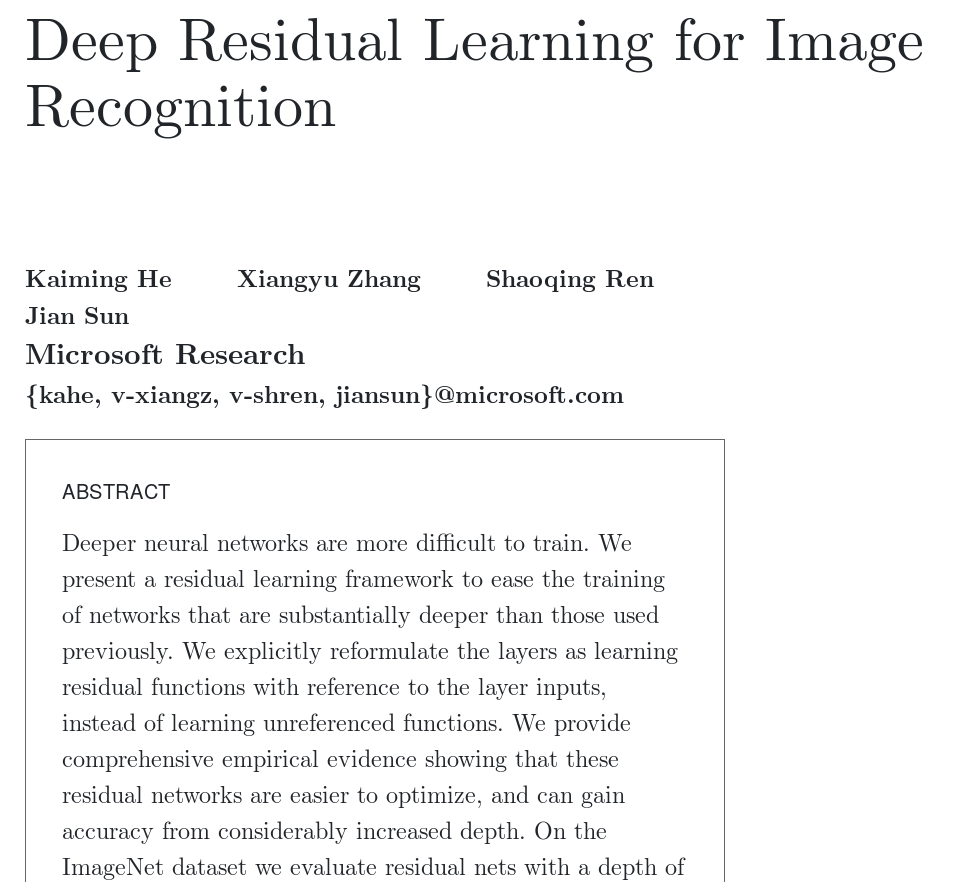 Deep Residual Learning for Image
Recognition
Kaiming He Xiangyu Zhang Shaoqing Ren
Jian Sun
Microsoft Research
{kahe, v-xiangz, v-shren, jiansun}@microsoft.com
ABSTRACT
Deeper neural networks are more difficult to train. We
present a residual learning framework to ease the training
of networks that are substantially deeper than those used
previously. We explicitly reformulate the layers as learning
residual functions with reference to the layer inputs,
instead of learning unreferenced functions. We provide
comprehensive empirical evidence showing that these
residual networks are easier to optimize, and can gain
accuracy from considerably increased depth. On the
ImageNet dataset we evaluate residual nets with a depth of